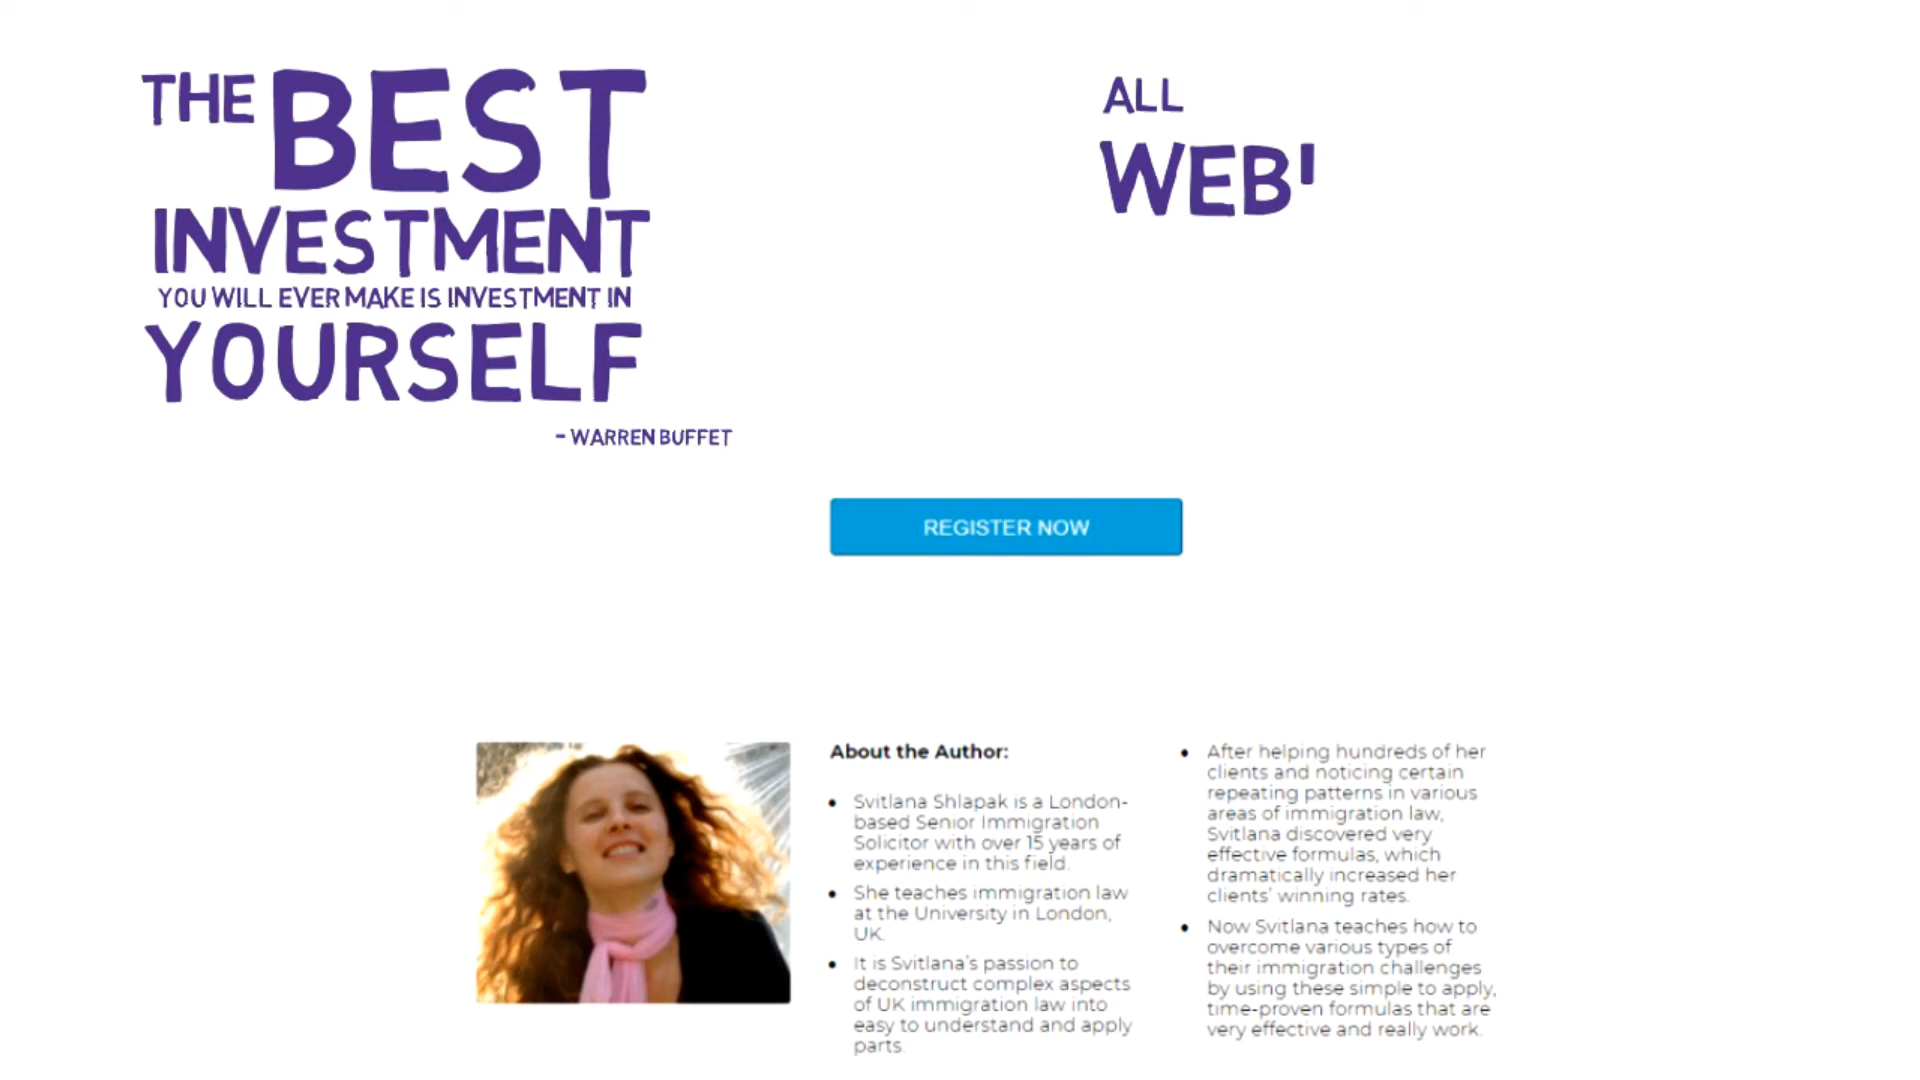 THE BEST
INVESTMENT
YOU WILL EVER MAKE IS INVESTMENT IN
YOURSELF
- WARREN BUFFET
ALL
WEB'
REGISTER NOW
About the Author:
• Svitlana Shlapak is a London-
based Senior Immigration
Solicitor with over 15 years of
experience in this field.
• She teaches immigration law
at the University in London,
UK.
• It is Svitlana's passion to
deconstruct complex aspects
of UK immigration law into
easy to understand and apply
parts.
• After helping hundreds of her
clients and noticing certain
repeating patterns in various
areas of immigration law,
Svitlana discovered very
effective formulas, which
dramatically increased her
clients' winning rates.
• Now Svitlana teaches how to
overcome various types of
their immigration challenges
by using these simple to apply,
time-proven formulas that are
very effective and really work.